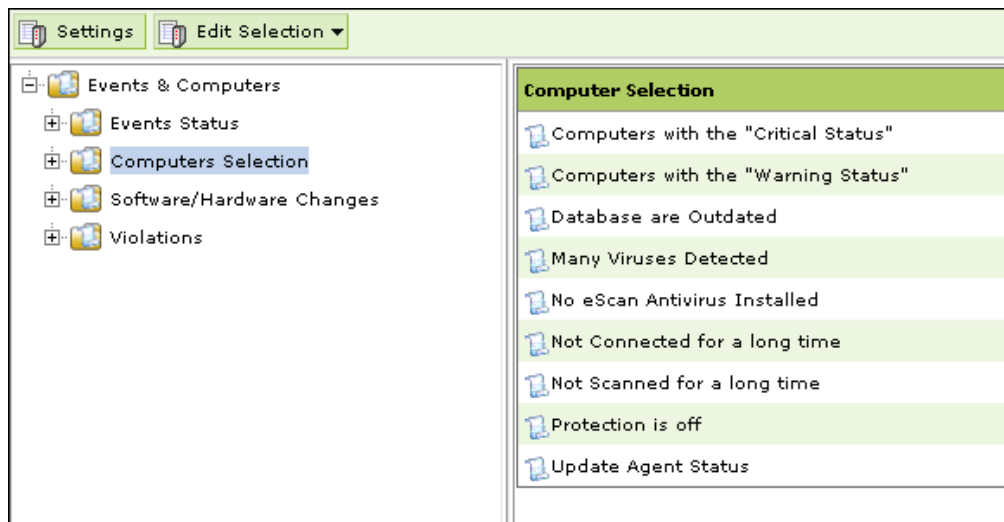 Settings
Edit Selection
Events & Computers
Events Status
Computers Selection
Software/Hardware Changes
Violations
Computer Selection
Computers with the "Critical Status"
Computers with the "Warning Status"
Database are Outdated
Many Viruses Detected
No eScan Antivirus Installed
Not Connected for a long time
Not Scanned for a long time
Protection is off
Update Agent Status